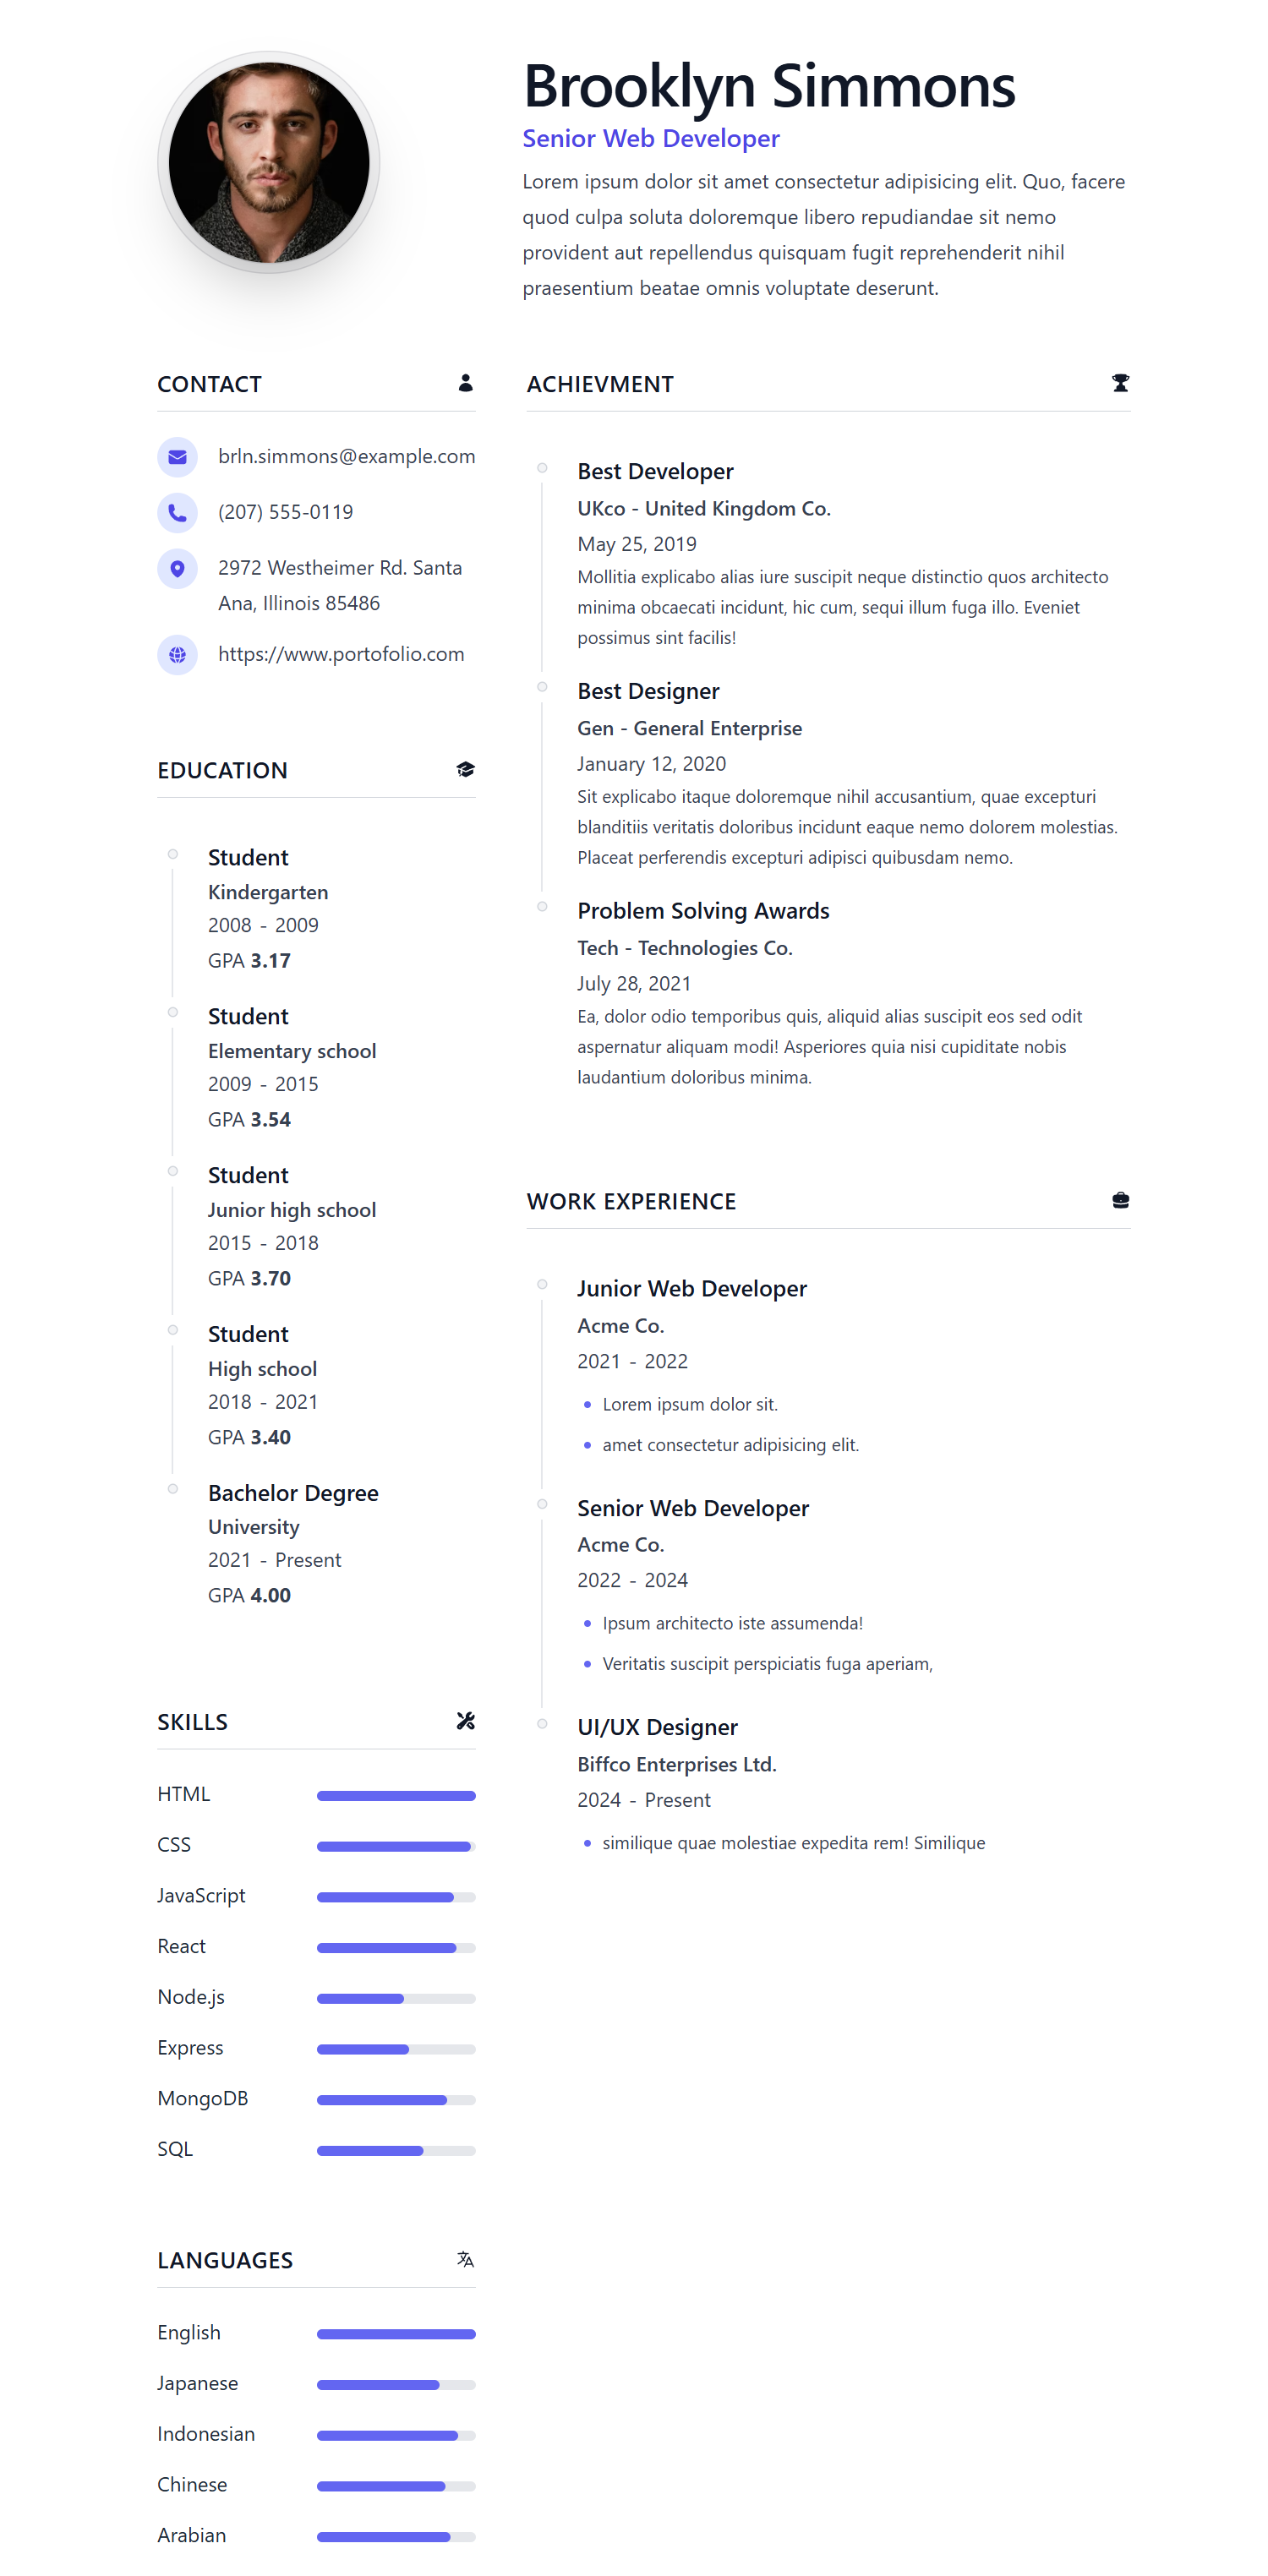 Brooklyn Simmons
Senior Web Developer
Lorem ipsum dolor sit amet consectetur adipisicing elit. Quo, facere
quod culpa soluta doloremque libero repudiandae sit nemo
provident aut repellendus quisquam fugit reprehenderit nihil
praesentium beatae omnis voluptate deserunt.
CONTACT
brln.simmons@example.com
(207) 555-0119
2972 Westheimer Rd. Santa
Ana, Illinois 85486
https://www.portofolio.com
EDUCATION
Student
Kindergarten
2008 - 2009
GPA 3.17
Student
Elementary school
2009 - 2015
GPA 3.54
Student
Junior high school
2015 - 2018
GPA 3.70
Student
High school
2018 - 2021
GPA 3.40
Bachelor Degree
University
2021 - Present
GPA 4.00
SKILLS
HTML
CSS
JavaScript
React
Node.js
Express
MongoDB
SQL
LANGUAGES
English
Japanese
Indonesian
Chinese
Arabian
ACHIEVMENT
Best Developer
UKco - United Kingdom Co.
May 25, 2019
Mollitia explicabo alias iure suscipit neque distinctio quos architecto
minima obcaecati incidunt, hic cum, sequi illum fuga illo. Eveniet
possimus sint facilis!
Best Designer
Gen - General Enterprise
January 12, 2020
Sit explicabo itaque doloremque nihil accusantium, quae excepturi
blanditiis veritatis doloribus incidunt eaque nemo dolorem molestias.
Placeat perferendis excepturi adipisci quibusdam nemo.
Problem Solving Awards
Tech - Technologies Co.
July 28, 2021
Ea, dolor odio temporibus quis, aliquid alias suscipit eos sed odit
aspernatur aliquam modi! Asperiores quia nisi cupiditate nobis
laudantium doloribus minima.
WORK EXPERIENCE
Junior Web Developer
Acme Co.
2021 - 2022
• Lorem ipsum dolor sit.
• amet consectetur adipisicing elit.
Senior Web Developer
Acme Co.
2022 - 2024
• Ipsum architecto iste assumenda!
• Veritatis suscipit perspiciatis fuga aperiam,
UI/UX Designer
Biffco Enterprises Ltd.
2024 - Present
• similique quae molestiae expedita rem! Similique